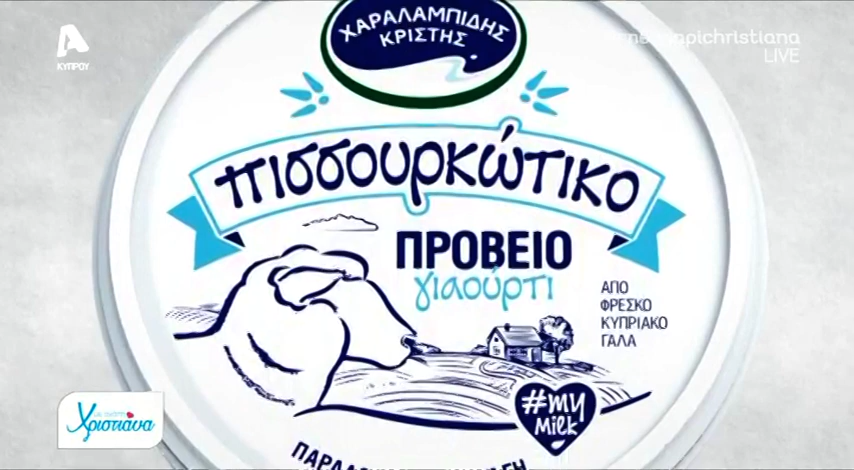 ΧΑΡΑΛΑΜΠΙΔΗΣ
ΚΡΙΣΤΗΣ
ΚΥΠΡΟΥ
LIVE
πισσουρκώτικο
ΠΡΟΒΕΙΟ
γιαούρτι
ΑΠΟ
ΦΡΕΣΚΟ
ΚΥΠΡΙΑΚΟ
ΓΑΛΑ
#my
milk
Χριστιάνα